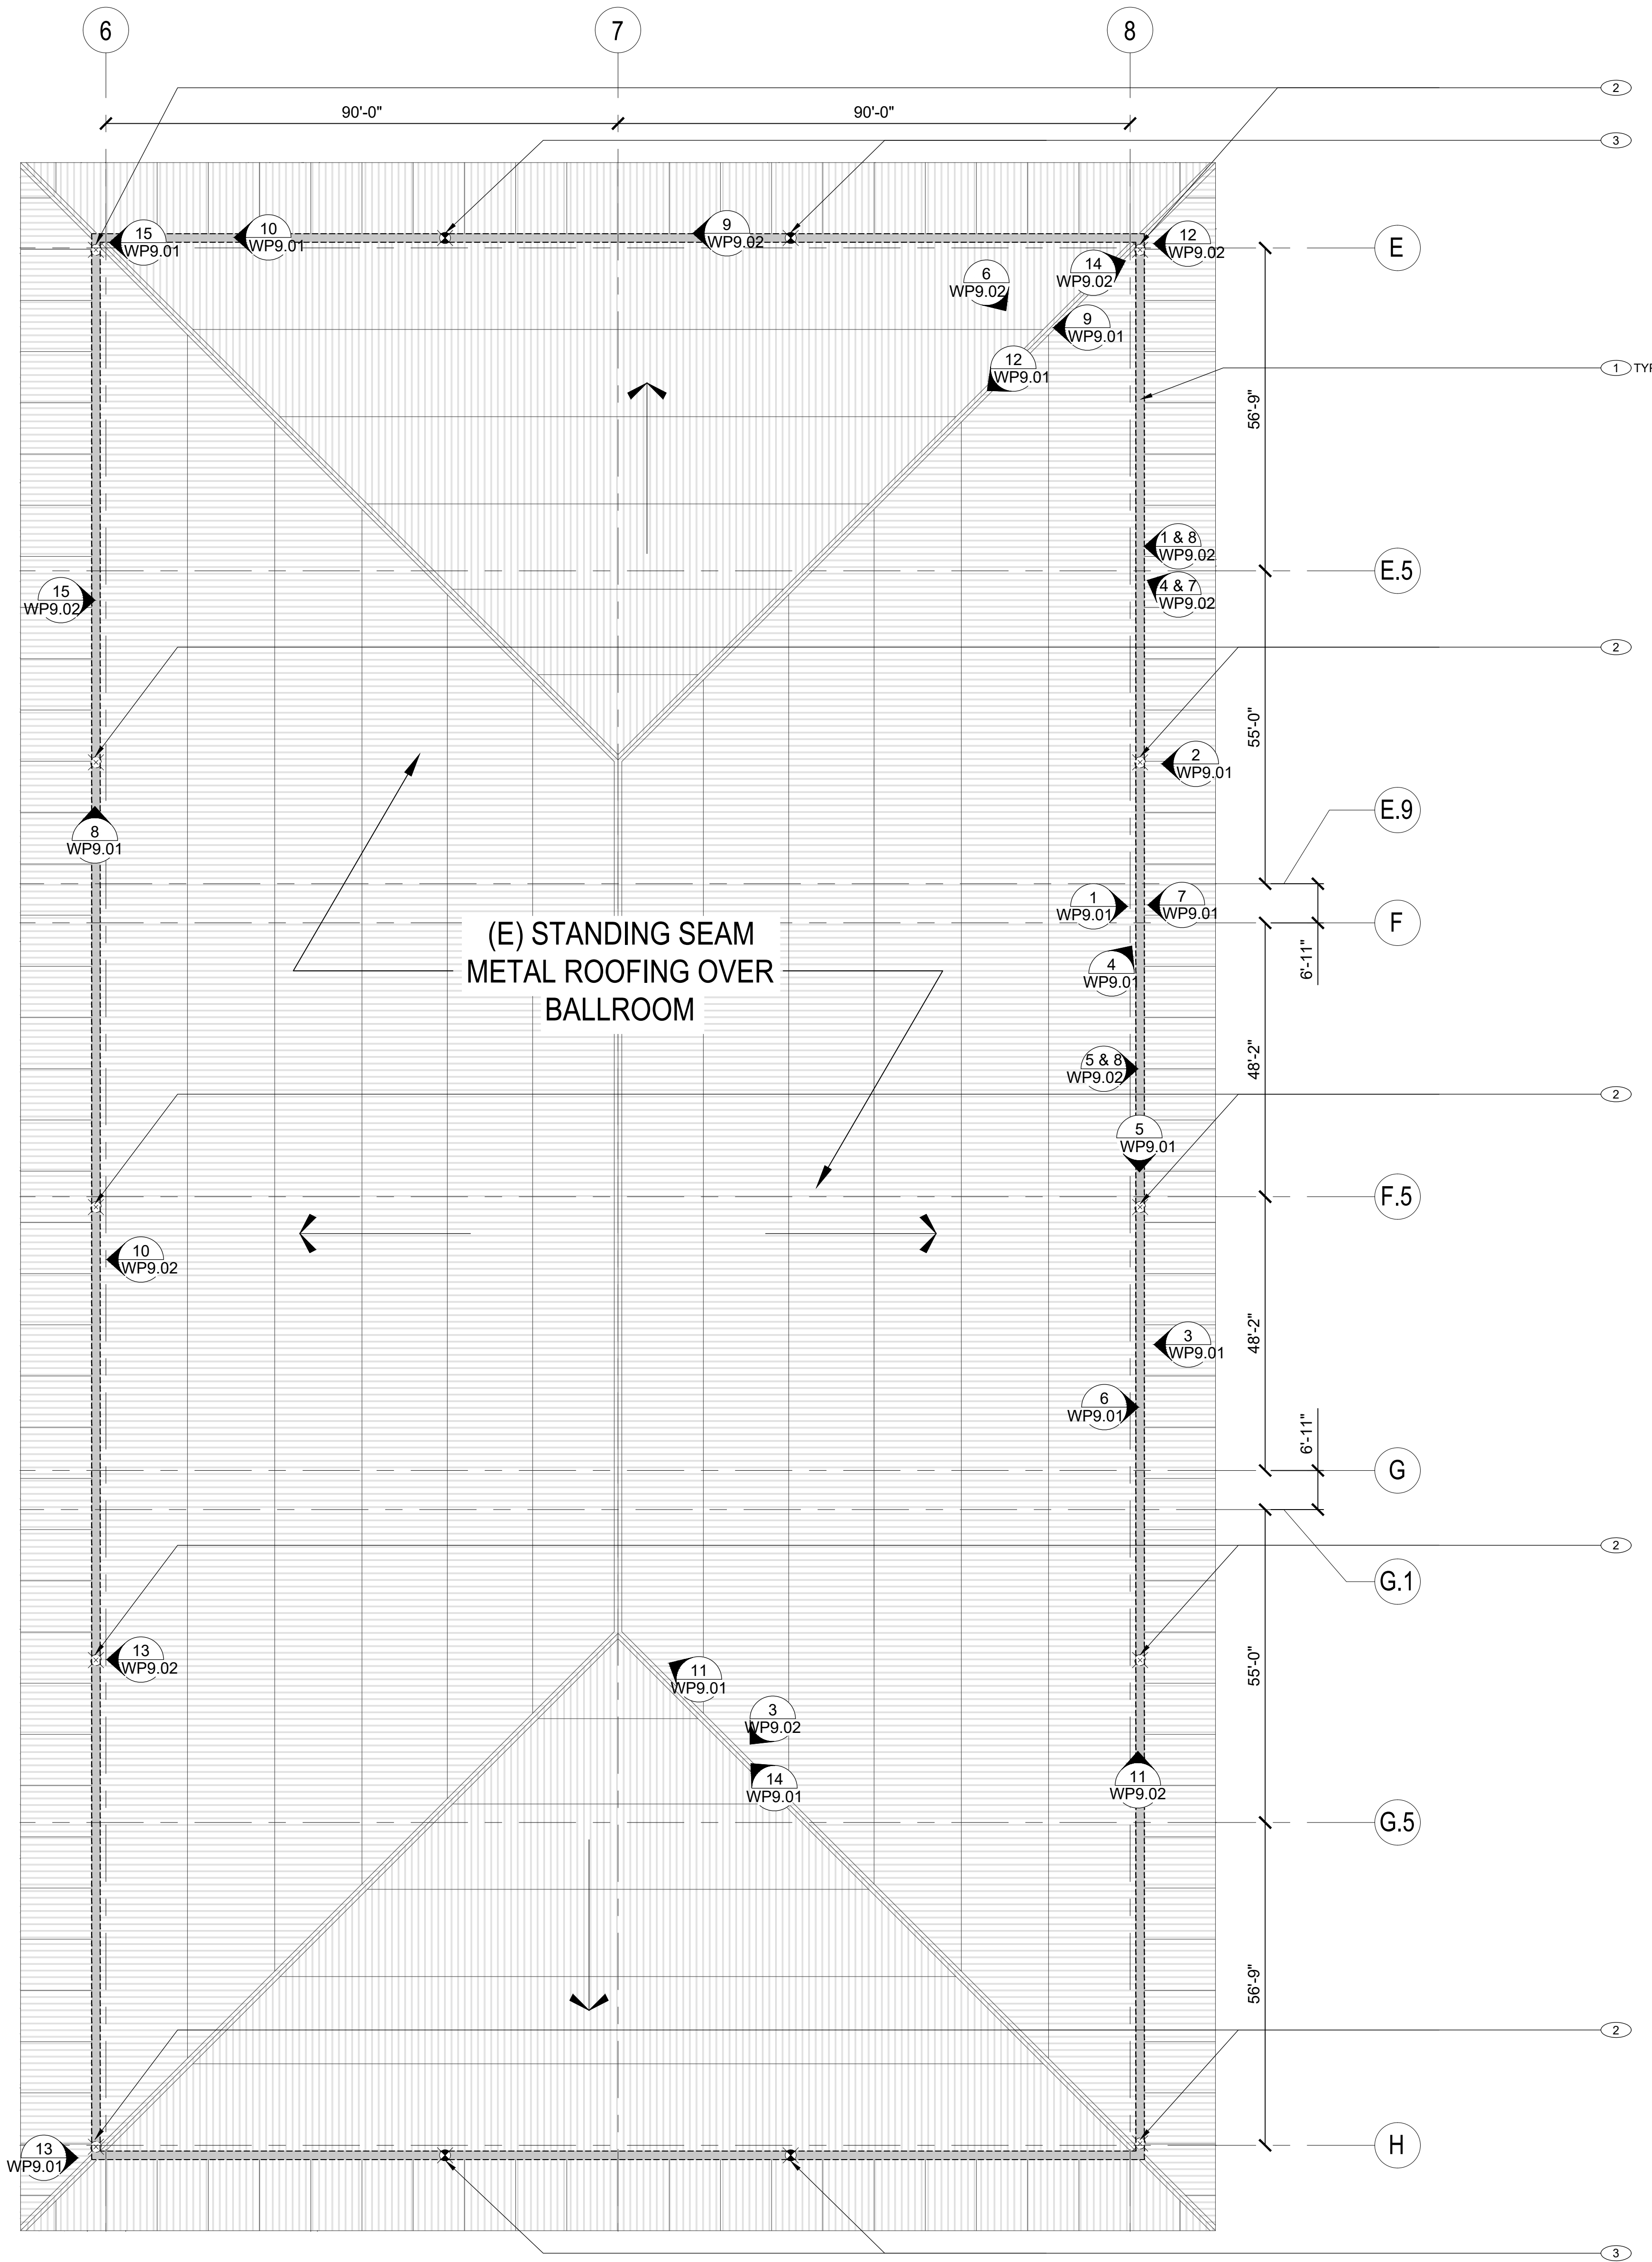 6
7
8
2
90'-0"
90'-0"
3
15
WP9.01
10
WP9.01
9
WP9.02
12
WP9.02
E
14
WP9.02
6
WP9.02
9
WP9.01
12
WP9.01
1
56'-9"
1 & 8
WP9.02
E.5
4 & 7
WP9.02
15
WP9.02
2
55'-0"
2
WP9.01
E.9
8
WP9.01
1
WP9.01
7
WP9.01
F
(E) STANDING SEAM
METAL ROOFING OVER
BALLROOM
6'-11"
4
WP9.01
48'-2"
5 & 8
WP9.02
2
5
WP9.01
F.5
10
WP9.02
48'-2"
3
WP9.01
6
WP9.01
6'-11"
G
2
G.1
13
WP9.02
11
WP9.01
55'-0"
3
WP9.02
14
WP9.01
11
WP9.02
G.5
56'-9"
2
13
WP9.01
H
3